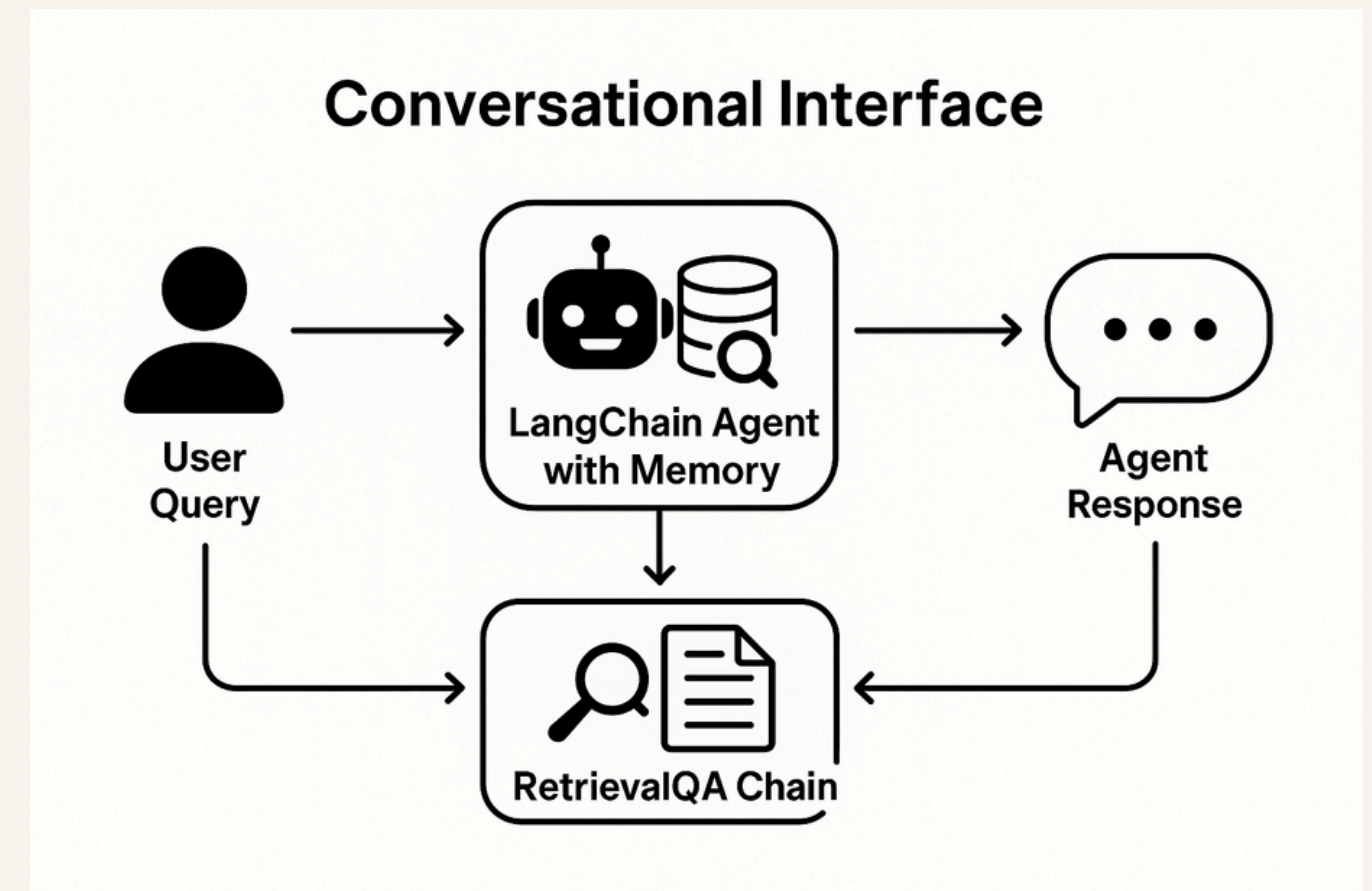 Conversational Interface
User
Query
LangChain Agent
with Memory
Agent
Response
RetrievalQA Chain